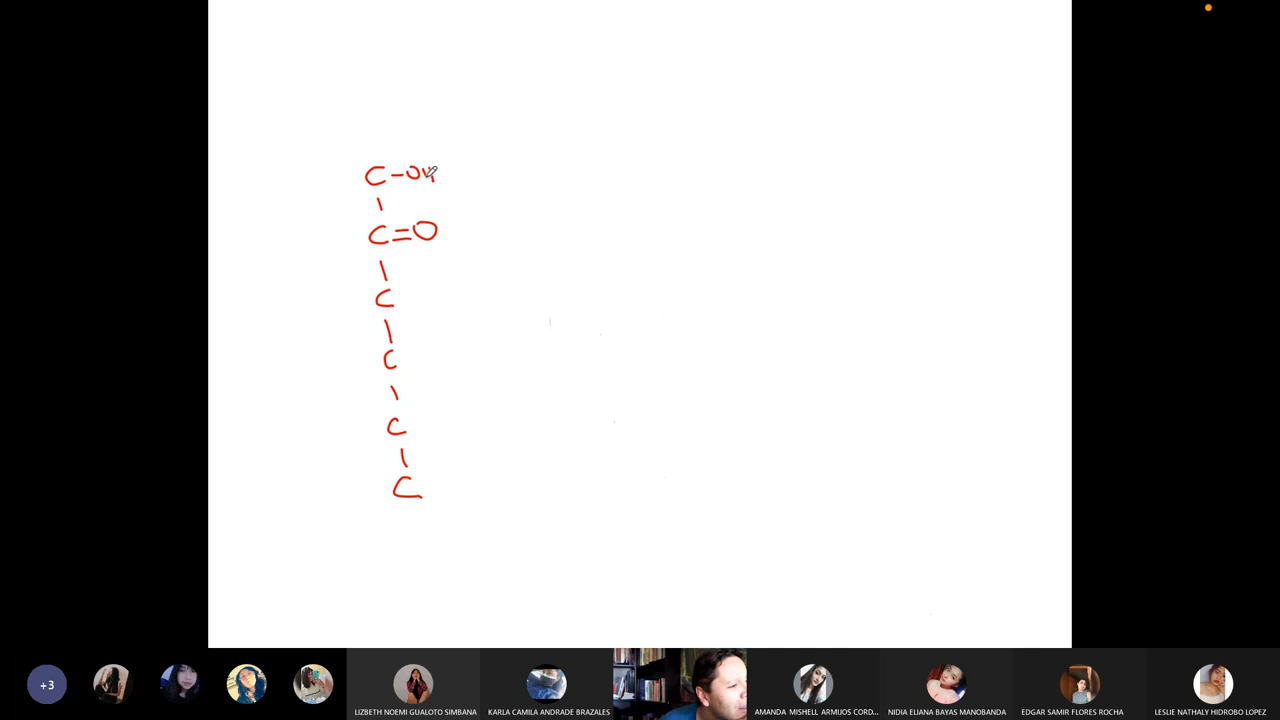 C-OH
C=O
C
C
C
C
+3
LIZBETH NOEMI GUALOTO SIMBANA
KARLA CAMILA ANDRADE BRAZALES
AMANDA MISHELL ARMIJOS CORD...
NIDIA ELIANA BAYAS MANOBANDA
EDGAR SAMIR FLORES ROCHA
LESLIE NATHALY HIDROBO LOPEZ